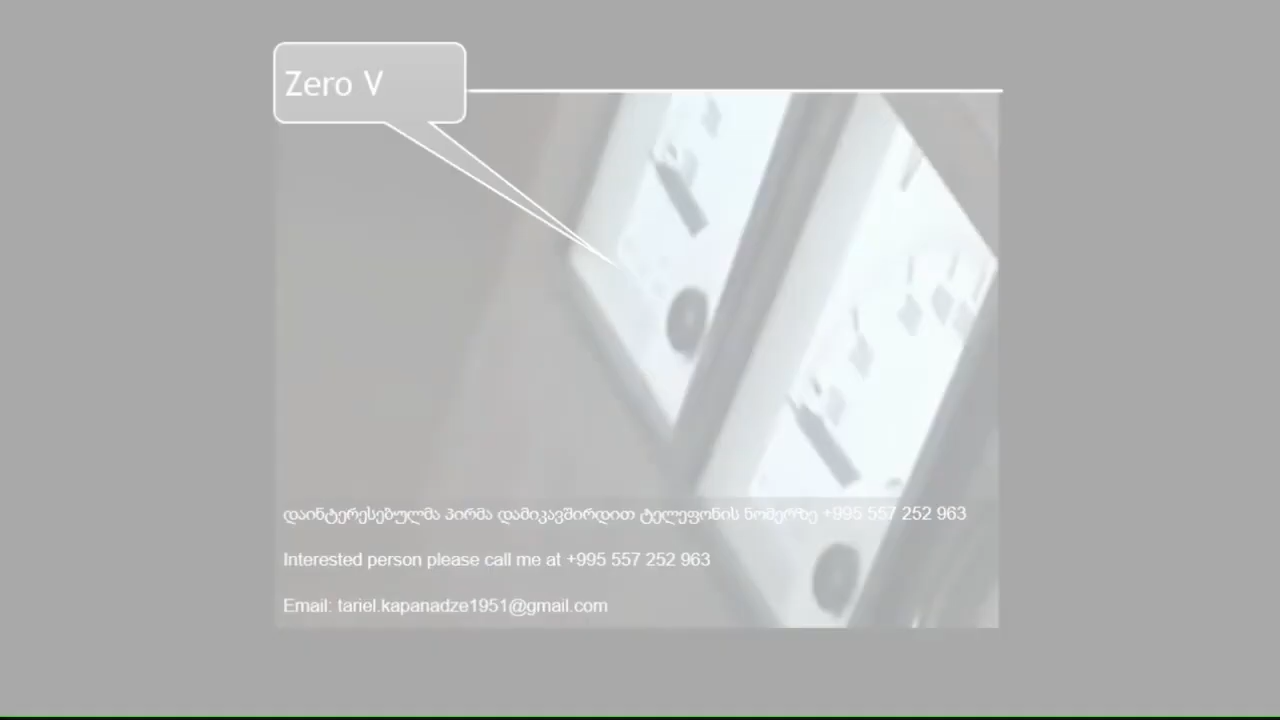 Zero V
დაინტერესებულმა პირმა დამიკავშირდით ტელეფონის ნომერზე +995 557 252 963
Interested person please call me at +995 557 252 963
Email: tariel.kapanadze1951@gmail.com